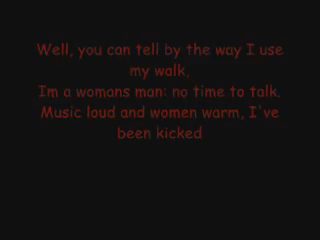 Well, you can tell by the way I use
my walk,
Im a womans man: no time to talk.
Music loud and women warm, I've
been kicked